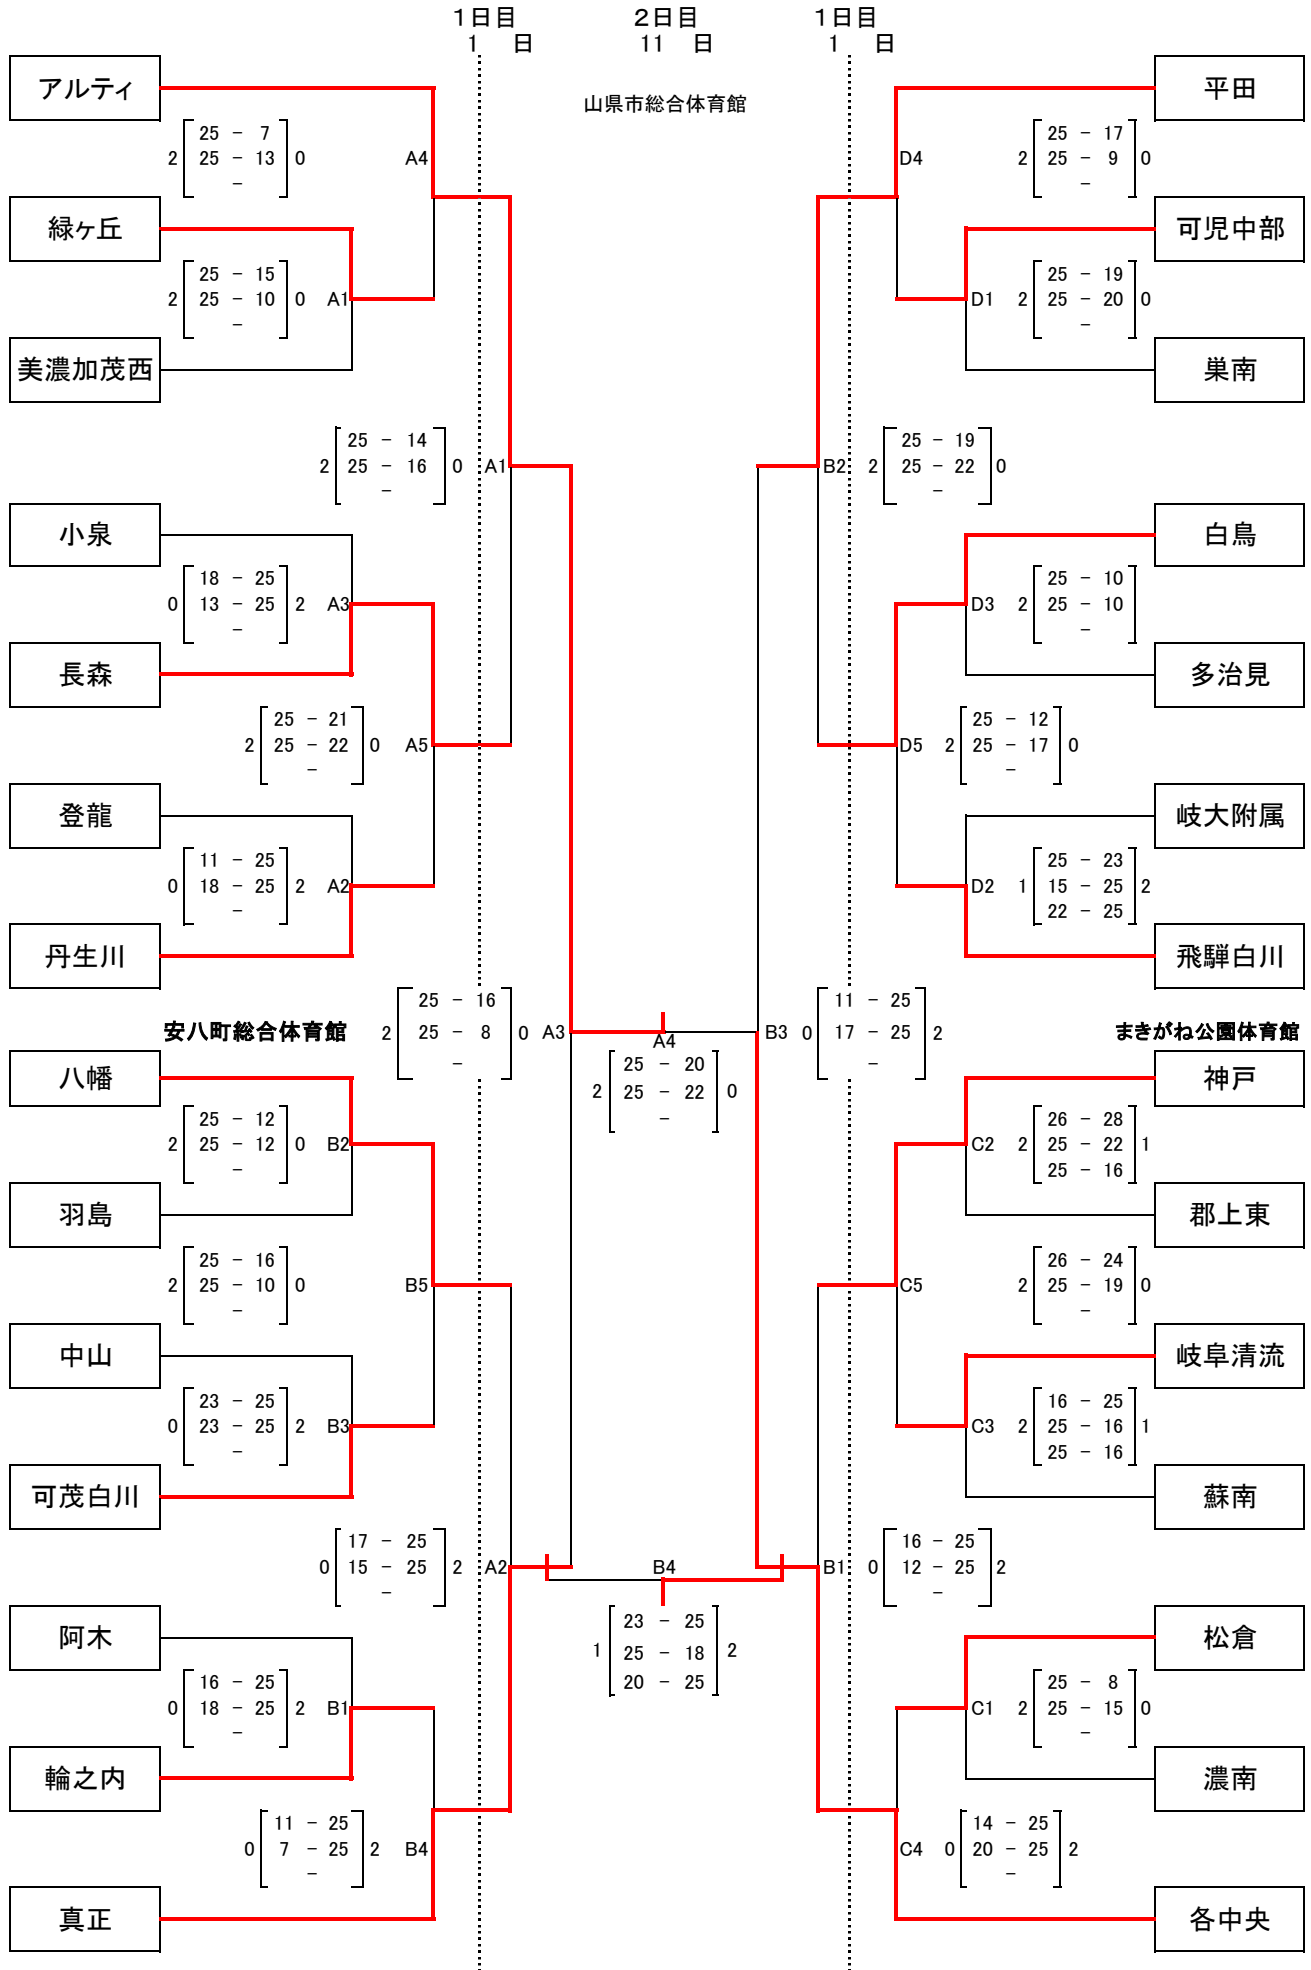 1日目 2日目 1日目
1 日 11 日 1 日
山県市総合体育館
アルティ
2 25 - 7 0
25 - 13
-
A4
緑ヶ丘
2 25 - 15 0
25 - 10
-
A1
美濃加茂西
2 25 - 14 0
25 - 16
-
A1
小泉
0 18 - 25 2
13 - 25
-
A3
長森
2 25 - 21 0
25 - 22
-
A5
登龍
0 11 - 25 2
18 - 25
-
A2
丹生川
2 25 - 16 0
25 - 8
-
A3
安八町総合体育館
八幡
2 25 - 12 0
25 - 12
-
B2
羽島
2 25 - 16 0
25 - 10
-
B5
中山
0 23 - 25 2
23 - 25
-
B3
可茂白川
0 17 - 25 2
15 - 25
-
A2
阿木
0 16 - 25 2
18 - 25
-
B1
輪之内
0 11 - 25 2
7 - 25
-
B4
真正
A4
2 25 - 20 0
25 - 22
-
B4
1 23 - 25 2
25 - 18
20 - 25
平田
D4
2 25 - 17 0
25 - 9
-
可児中部
D1
2 25 - 19 0
25 - 20
-
巣南
B2
2 25 - 19 0
25 - 22
-
白鳥
D3
2 25 - 10
25 - 10
-
多治見
D5
2 25 - 12 0
25 - 17
-
岐大附属
D2
1 25 - 23 2
15 - 25
22 - 25
飛騨白川
B3
0 11 - 25 2
17 - 25
-
まきがね公園体育館
神戸
C2
2 26 - 28 1
25 - 22
25 - 16
郡上東
C5
2 26 - 24 0
25 - 19
-
岐阜清流
C3
2 16 - 25 1
25 - 16
25 - 16
蘇南
B1
0 16 - 25 2
12 - 25
-
松倉
C1
2 25 - 8 0
25 - 15
-
濃南
C4
0 14 - 25 2
20 - 25
-
各中央